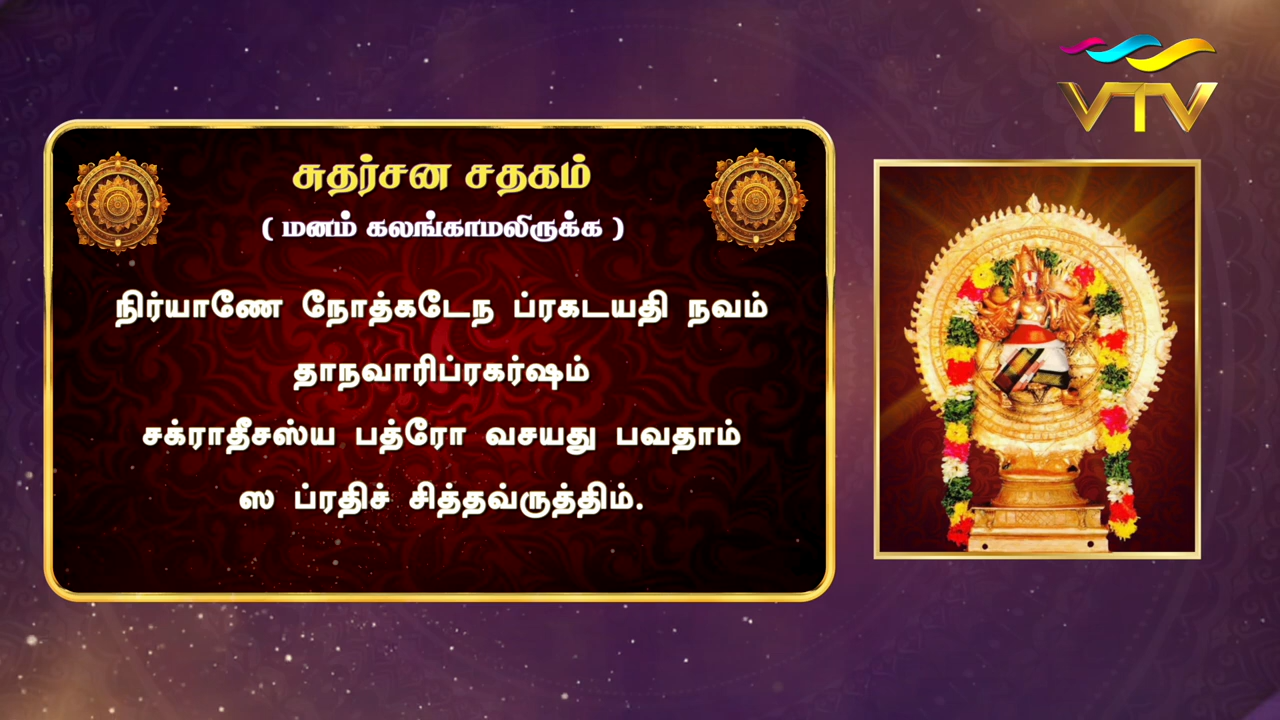 VTV
சுதர்சன சதகம்
( மனம் கலங்காமலிருக்க )
நிர்யாணே நோத்கடேந ப்ரகடயதி நவம்
தாநவாரிப்ரகர்ஷம்
சக்ராதீசஸ்ய பத்ரோ வசயது பவதாம்
ஸ ப்ரதிச் சித்தவ்ருத்திம்.